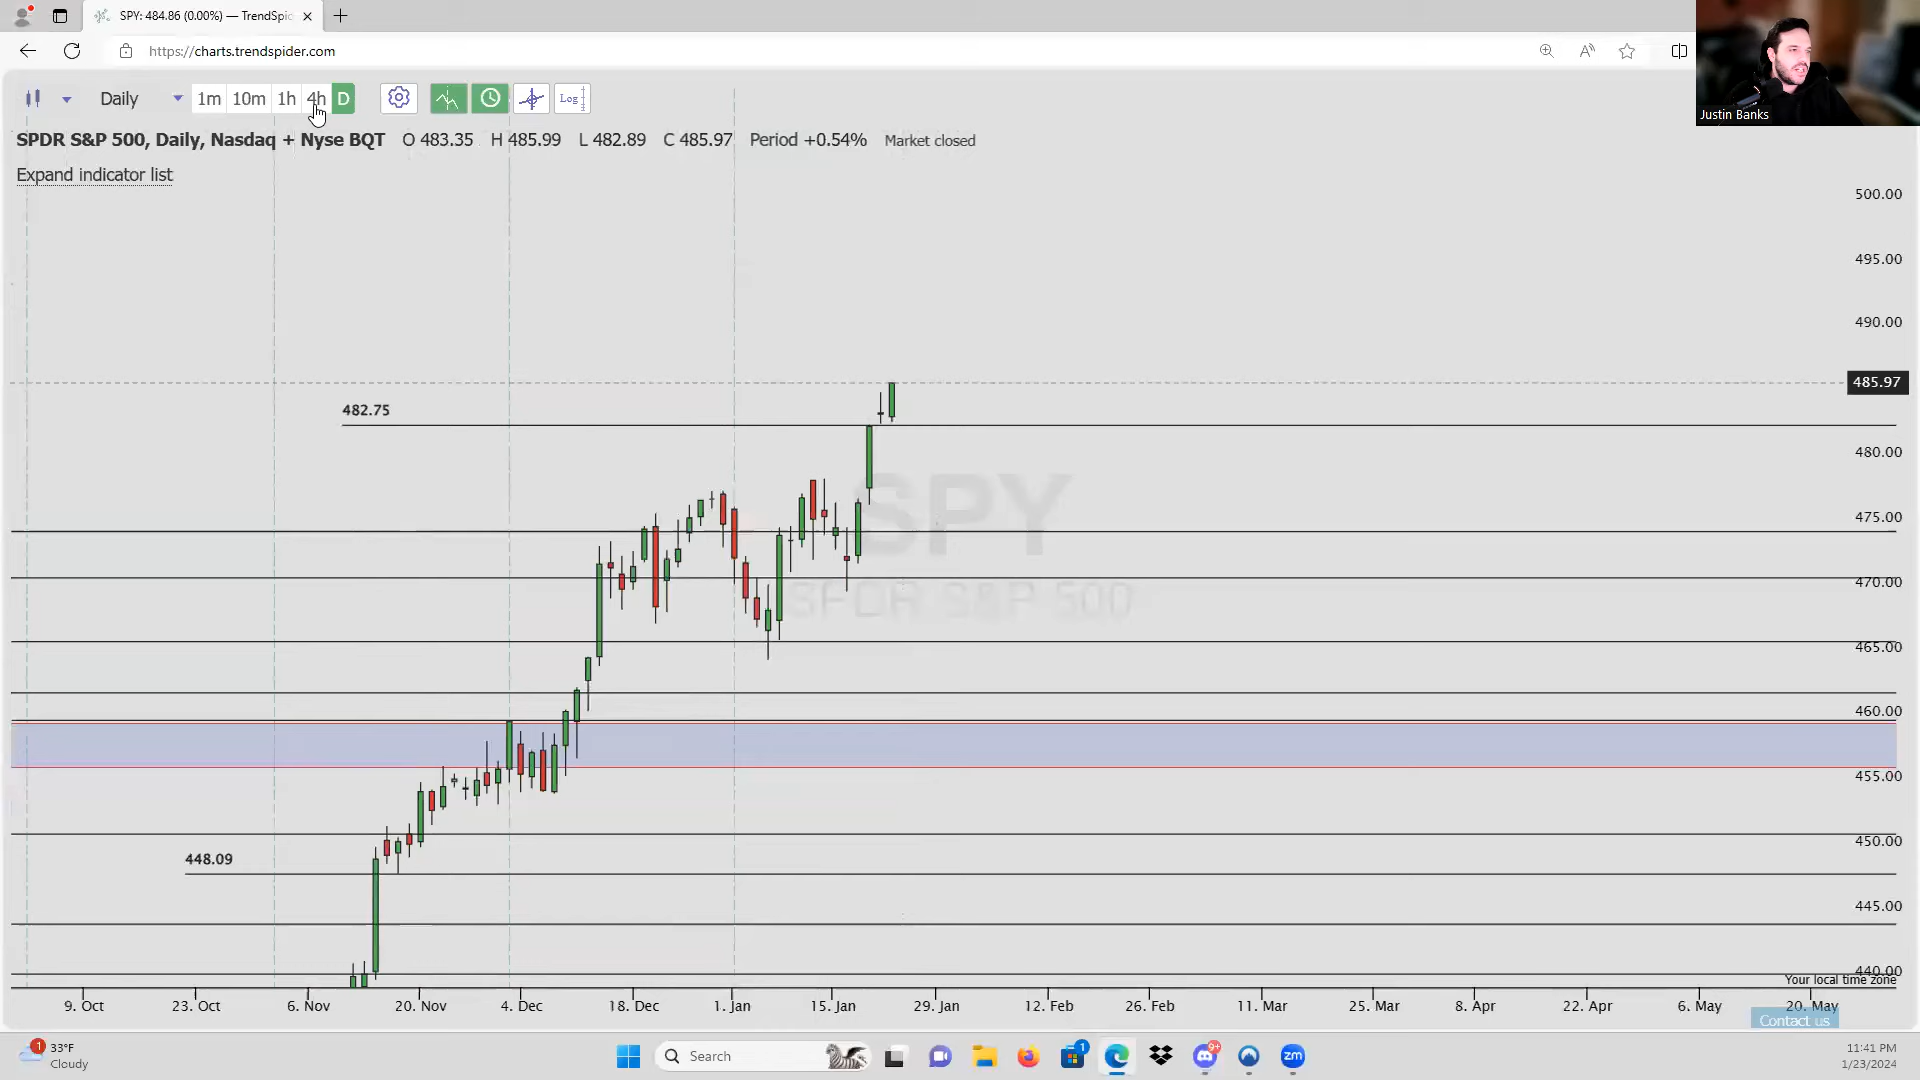 SPY: 484.86 (0.00%) — TrendSpic
https://charts.trendspider.com
Justin Banks
Daily 1m 10m 1h 4h D Log
SPDR S&P 500, Daily, Nasdaq + Nyse BQT O 483.35 H 485.99 L 482.89 C 485.97 Period +0.54% Market closed
Expand indicator list
500.00
495.00
490.00
485.97
482.75
480.00
SPY
475.00
SPDR S&P 500
470.00
465.00
460.00
455.00
450.00
448.09
445.00
440.00
Your local time zone
9. Oct 23. Oct 6. Nov 20. Nov 4. Dec 18. Dec 1. Jan 15. Jan 29. Jan 12. Feb 26. Feb 11. Mar 25. Mar 8. Apr 22. Apr 6. May 20. May
Contact us
1 33°F
Cloudy
Search
1
9+
zm
11:41 PM
1/23/2024